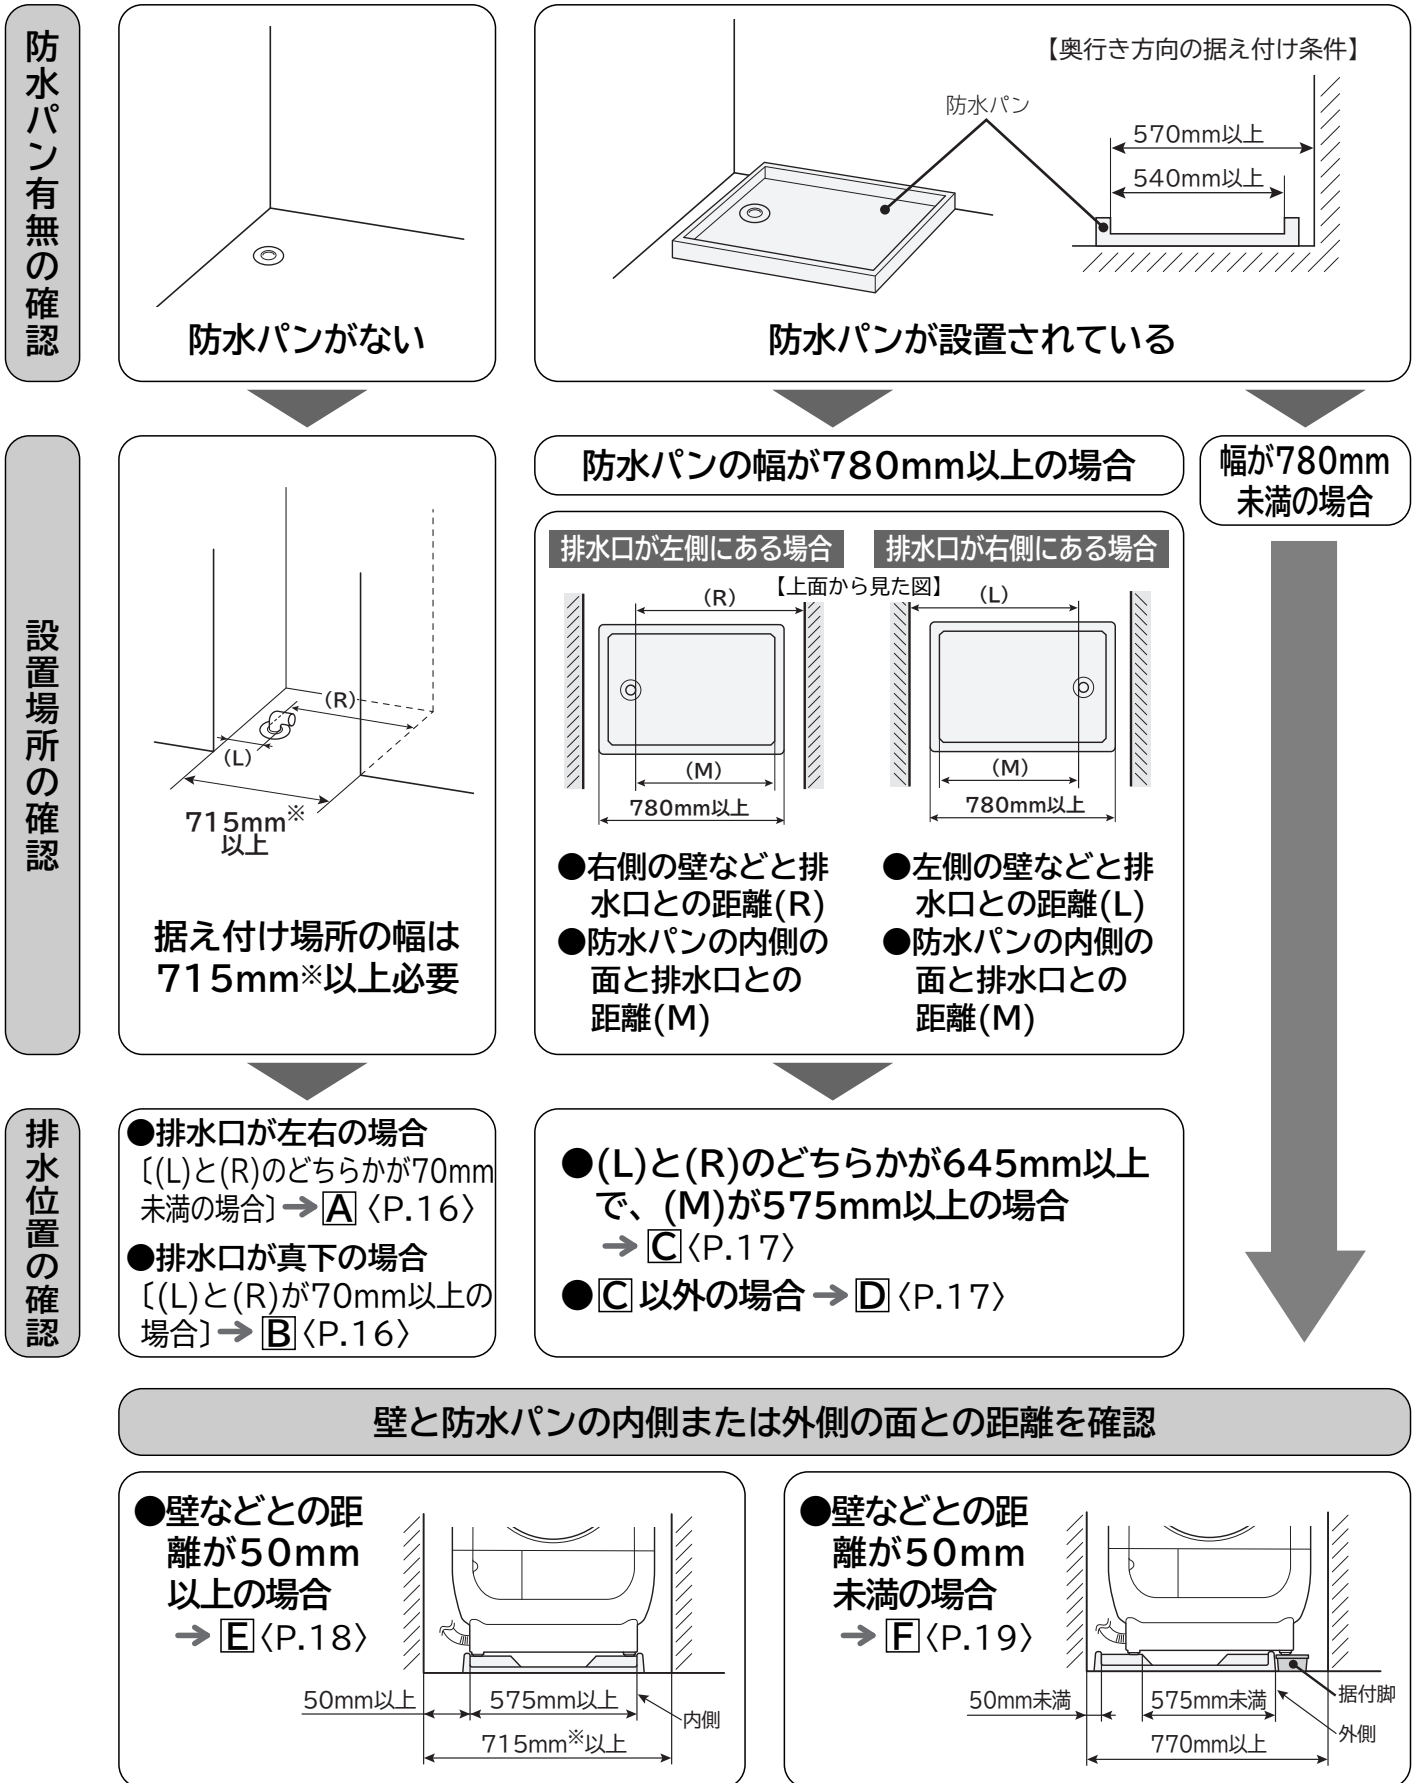 防水パン有無の確認
防水パンがない
【奥行き方向の据え付け条件】
防水パン
570mm以上
540mm以上
防水パンが設置されている
設置場所の確認
(R)
(L)
715mm※
以上
据え付け場所の幅は
715mm※以上必要
防水パンの幅が780mm以上の場合
排水口が左側にある場合
排水口が右側にある場合
【上面から見た図】
(R)
(L)
(M)
(M)
780mm以上
780mm以上
●右側の壁などと排
水口との距離(R)
●防水パンの内側の
面と排水口との
距離(M)
●左側の壁などと排
水口との距離(L)
●防水パンの内側の
面と排水口との
距離(M)
幅が780mm
未満の場合
排水位置の確認
●排水口が左右の場合
〔(L)と(R)のどちらかが70mm
未満の場合〕→A〈P.16〉
●排水口が真下の場合
〔(L)と(R)が70mm以上の
場合〕→B〈P.16〉
●(L)と(R)のどちらかが645mm以上
で、(M)が575mm以上の場合
→C〈P.17〉
●C以外の場合→D〈P.17〉
壁と防水パンの内側または外側の面との距離を確認
●壁などとの距
離が50mm
以上の場合
→E〈P.18〉
50mm以上
575mm以上
内側
715mm※以上
●壁などとの距
離が50mm
未満の場合
→F〈P.19〉
50mm未満
575mm未満
据付脚
外側
770mm以上